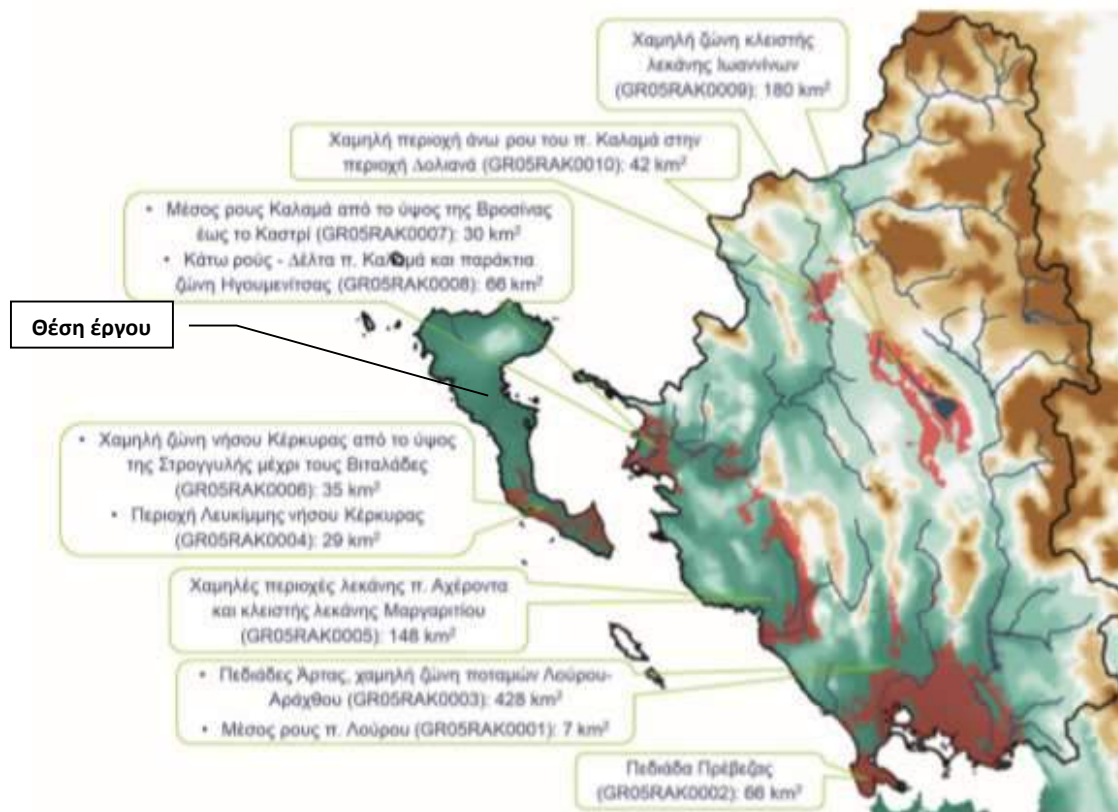 Χαμηλή ζώνη κλειστής
λεκάνης Ιωαννίνων
(GR05RAK0009): 180 km²
Χαμηλή περιοχή άνω ρου του π. Καλαμά στην
περιοχή Δολιανά (GR05RAK0010): 42 km²
• Μέσος ρους Καλαμά από το ύψος της Βροσίνας
έως το Καστρί (GR05RAK0007): 30 km²
• Κάτω ρούς - Δέλτα π. Καλαμά και παράκτια
ζώνη Ηγουμενίτσας (GR05RAK0008): 66 km²
Θέση έργου
• Χαμηλή ζώνη νήσου Κέρκυρας από το ύψος
της Στρογγυλής μέχρι τους Βιταλάδες
(GR05RAK0006): 35 km²
• Περιοχή Λευκίμμης νήσου Κέρκυρας
(GR05RAK0004): 29 km²
Χαμηλές περιοχές λεκάνης π. Αχέροντα
και κλειστής λεκάνης Μαργαριτίου
(GR05RAK0005): 148 km²
• Πεδιάδες Άρτας, χαμηλή ζώνη ποταμών Λούρου-
Αράχθου (GR05RAK0003): 428 km²
• Μέσος ρους π. Λούρου (GR05RAK0001): 7 km²
Πεδιάδα Πρέβεζας
(GR05RAK0002): 66 km²